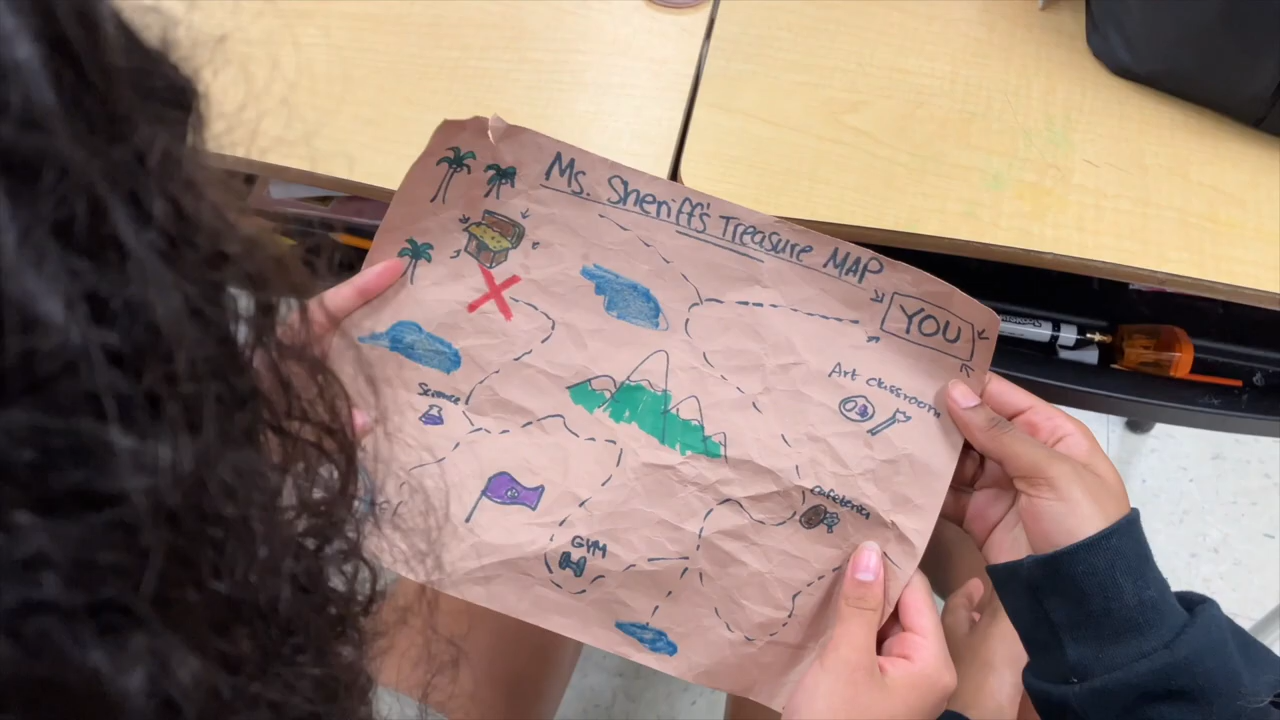 Ms. Sheriff's Treasure MAP
YOU
Art classroom
Science
Cafeteria
GYM